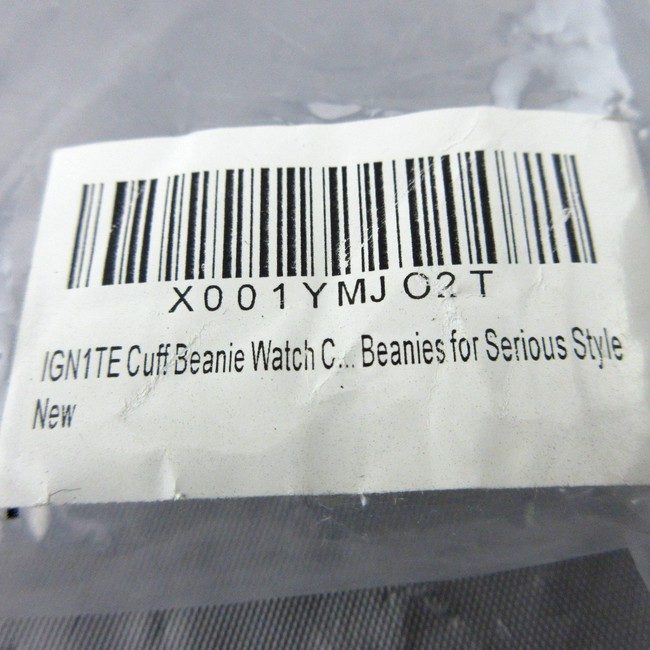 X001YMJO2T
IGN1TE Cuff Beanie Watch C... Beanies for Serious Style
New